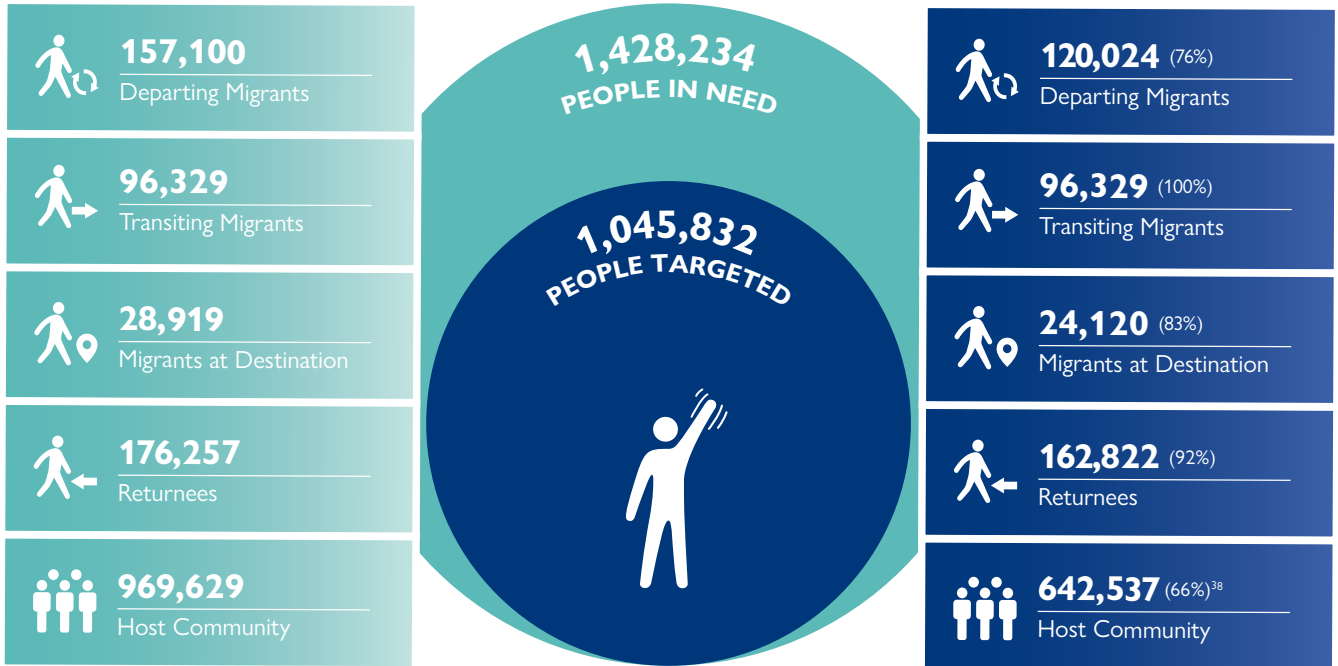 157,100
Departing Migrants
96,329
Transiting Migrants
28,919
Migrants at Destination
176,257
Returnees
969,629
Host Community
1,428,234
PEOPLE IN NEED
1,045,832
PEOPLE TARGETED
120,024 (76%)
Departing Migrants
96,329 (100%)
Transiting Migrants
24,120 (83%)
Migrants at Destination
162,822 (92%)
Returnees
642,537 (66%)³⁸
Host Community